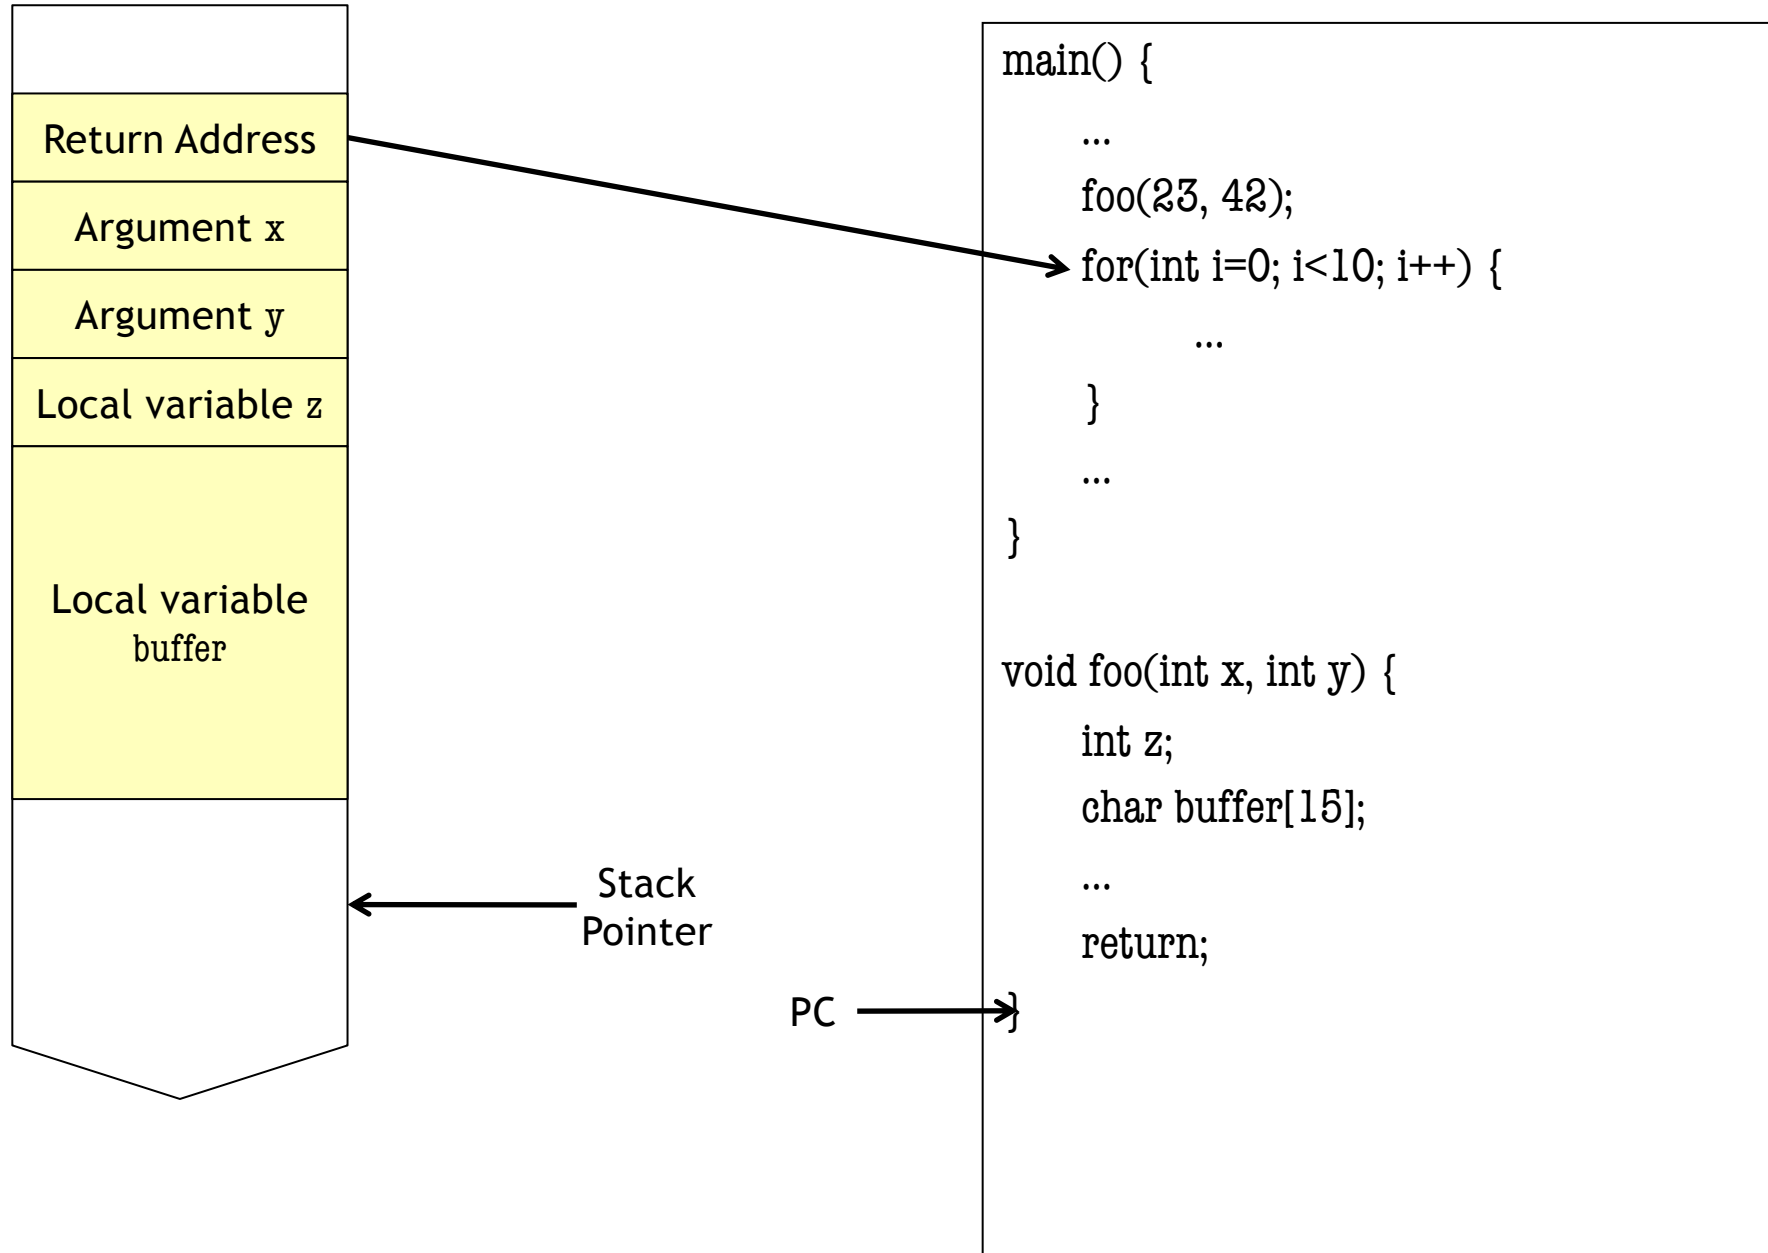 Return Address
Argument x
Argument y
Local variable z
Local variable
buffer
Stack
Pointer
PC
main() {
...
foo(23, 42);
for(int i=0; i<10; i++) {
...
}
...
}
void foo(int x, int y) {
int z;
char buffer[15];
...
return;
}